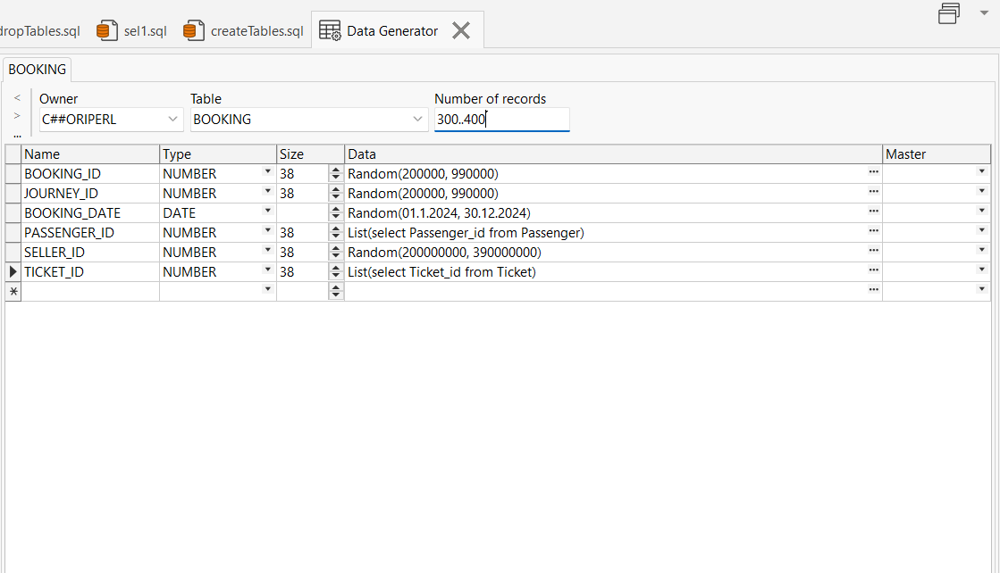 dropTables.sql sel1.sql createTables.sql Data Generator
BOOKING
Owner Table Number of records
C##ORIPERL BOOKING 300..400
Name Type Size Data Master
BOOKING_ID NUMBER 38 Random(200000, 990000)
JOURNEY_ID NUMBER 38 Random(200000, 990000)
BOOKING_DATE DATE Random(01.1.2024, 30.12.2024)
PASSENGER_ID NUMBER 38 List(select Passenger_id from Passenger)
SELLER_ID NUMBER 38 Random(200000000, 390000000)
TICKET_ID NUMBER 38 List(select Ticket_id from Ticket)